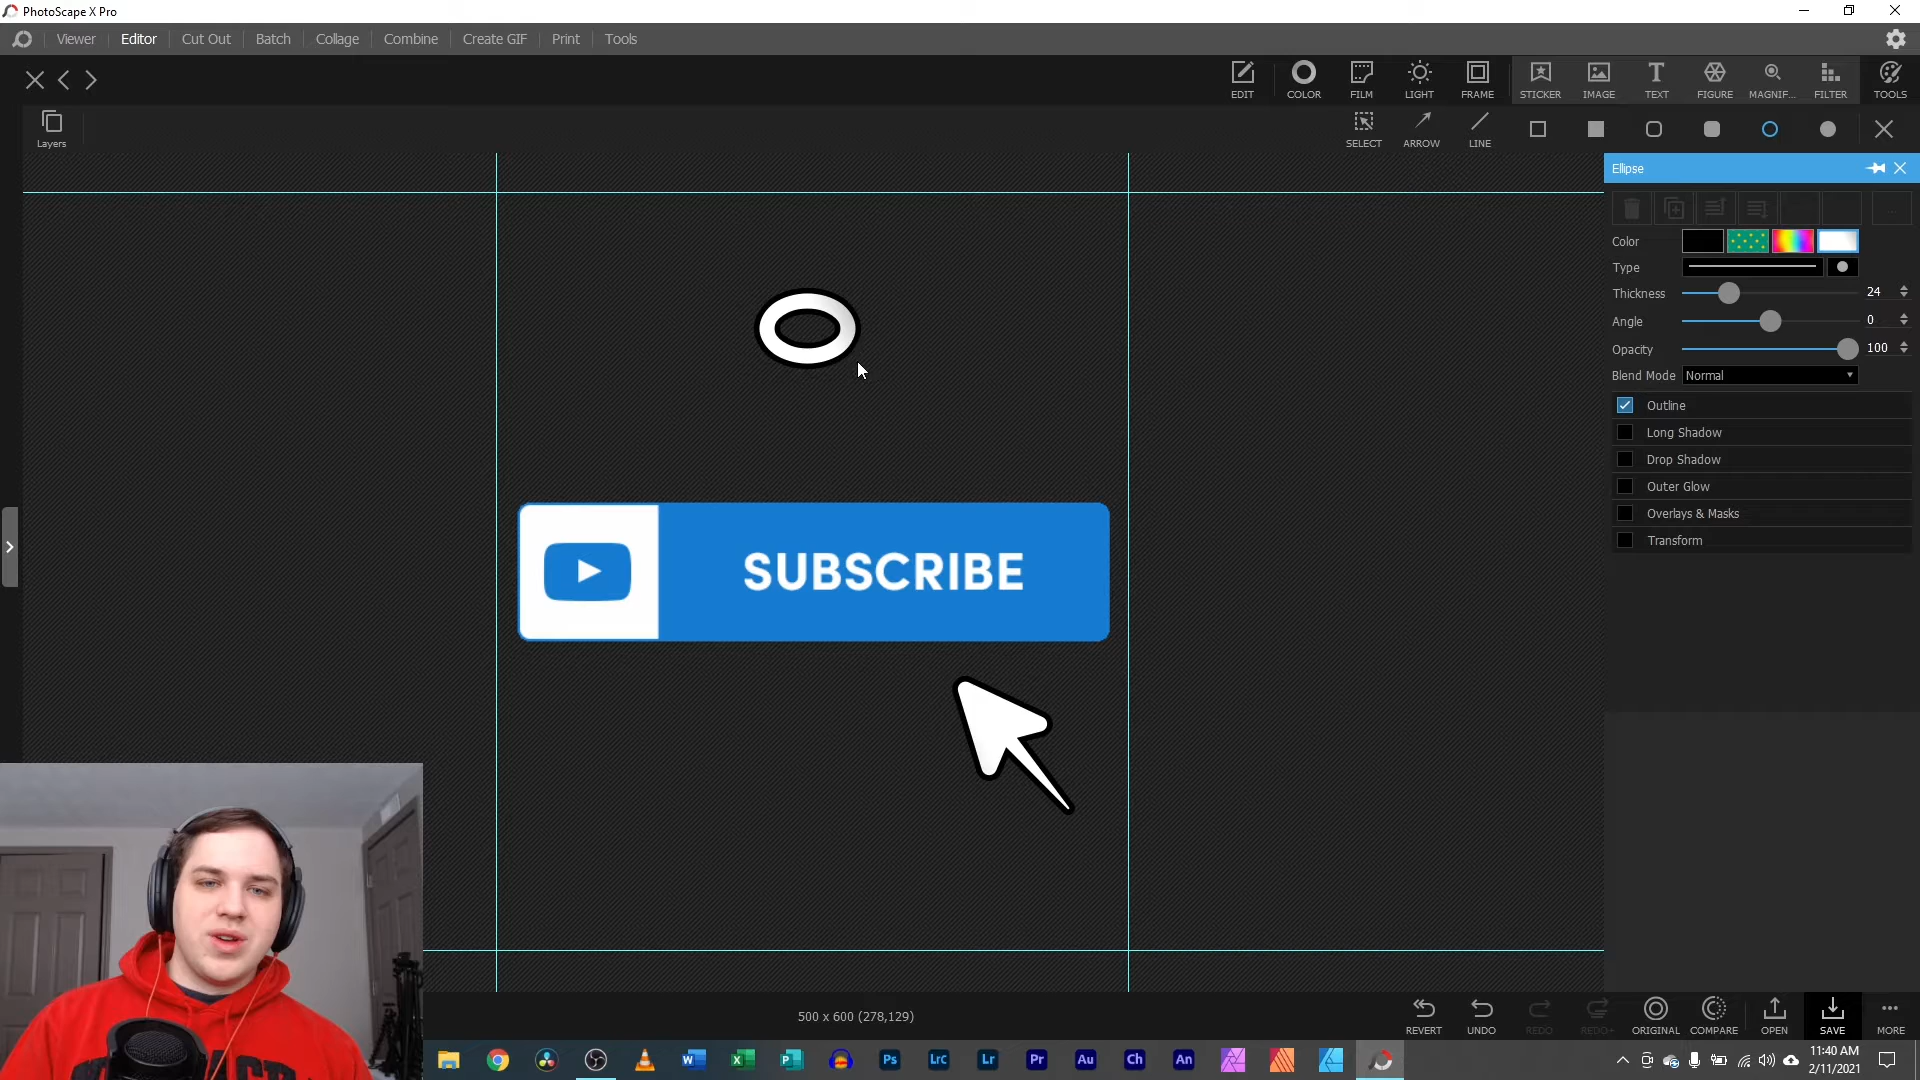 PhotoScape X Pro
Viewer Editor Cut Out Batch Collage Combine Create GIF Print Tools
EDIT COLOR FILM LIGHT FRAME STICKER IMAGE TEXT FIGURE MAGNIF... FILTER TOOLS
Layers SELECT ARROW LINE
Ellipse
Color
Type
Thickness 24
Angle 0
Opacity 100
Blend Mode Normal
Outline
Long Shadow
Drop Shadow
Outer Glow
Overlays & Masks
Transform
SUBSCRIBE
500 x 600 (278,129)
REVERT UNDO REDO REDO+ ORIGINAL COMPARE OPEN SAVE MORE
W X P Ps LrC Lr Pr Au Ch An
11:40 AM
2/11/2021